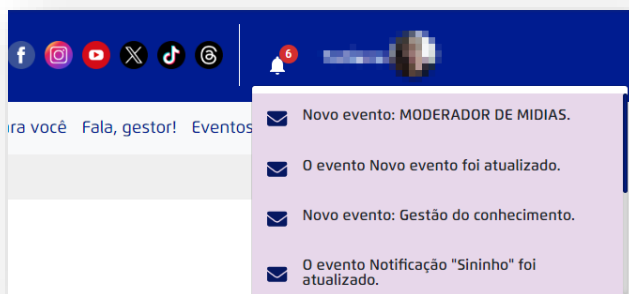 6
Novo evento: MODERADOR DE MIDIAS.
ra você Fala, gestor! Eventos
O evento Novo evento foi atualizado.
Novo evento: Gestão do conhecimento.
O evento Notificação "Sininho" foi
atualizado.